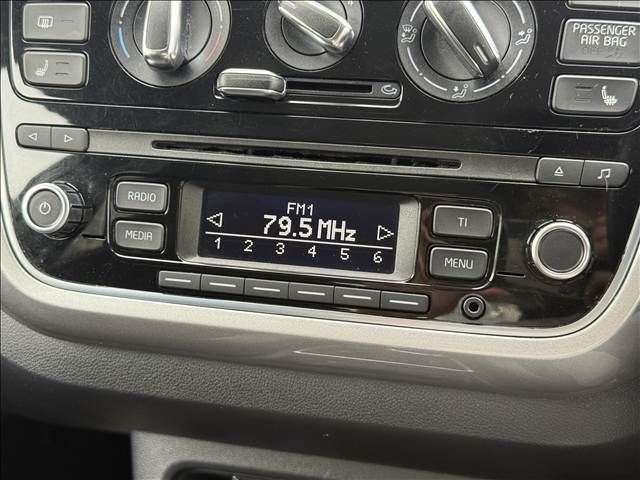 PASSENGER
AIR BAG
RADIO
MEDIA
FM1
79.5 MHz
1 2 3 4 5 6
TI
MENU